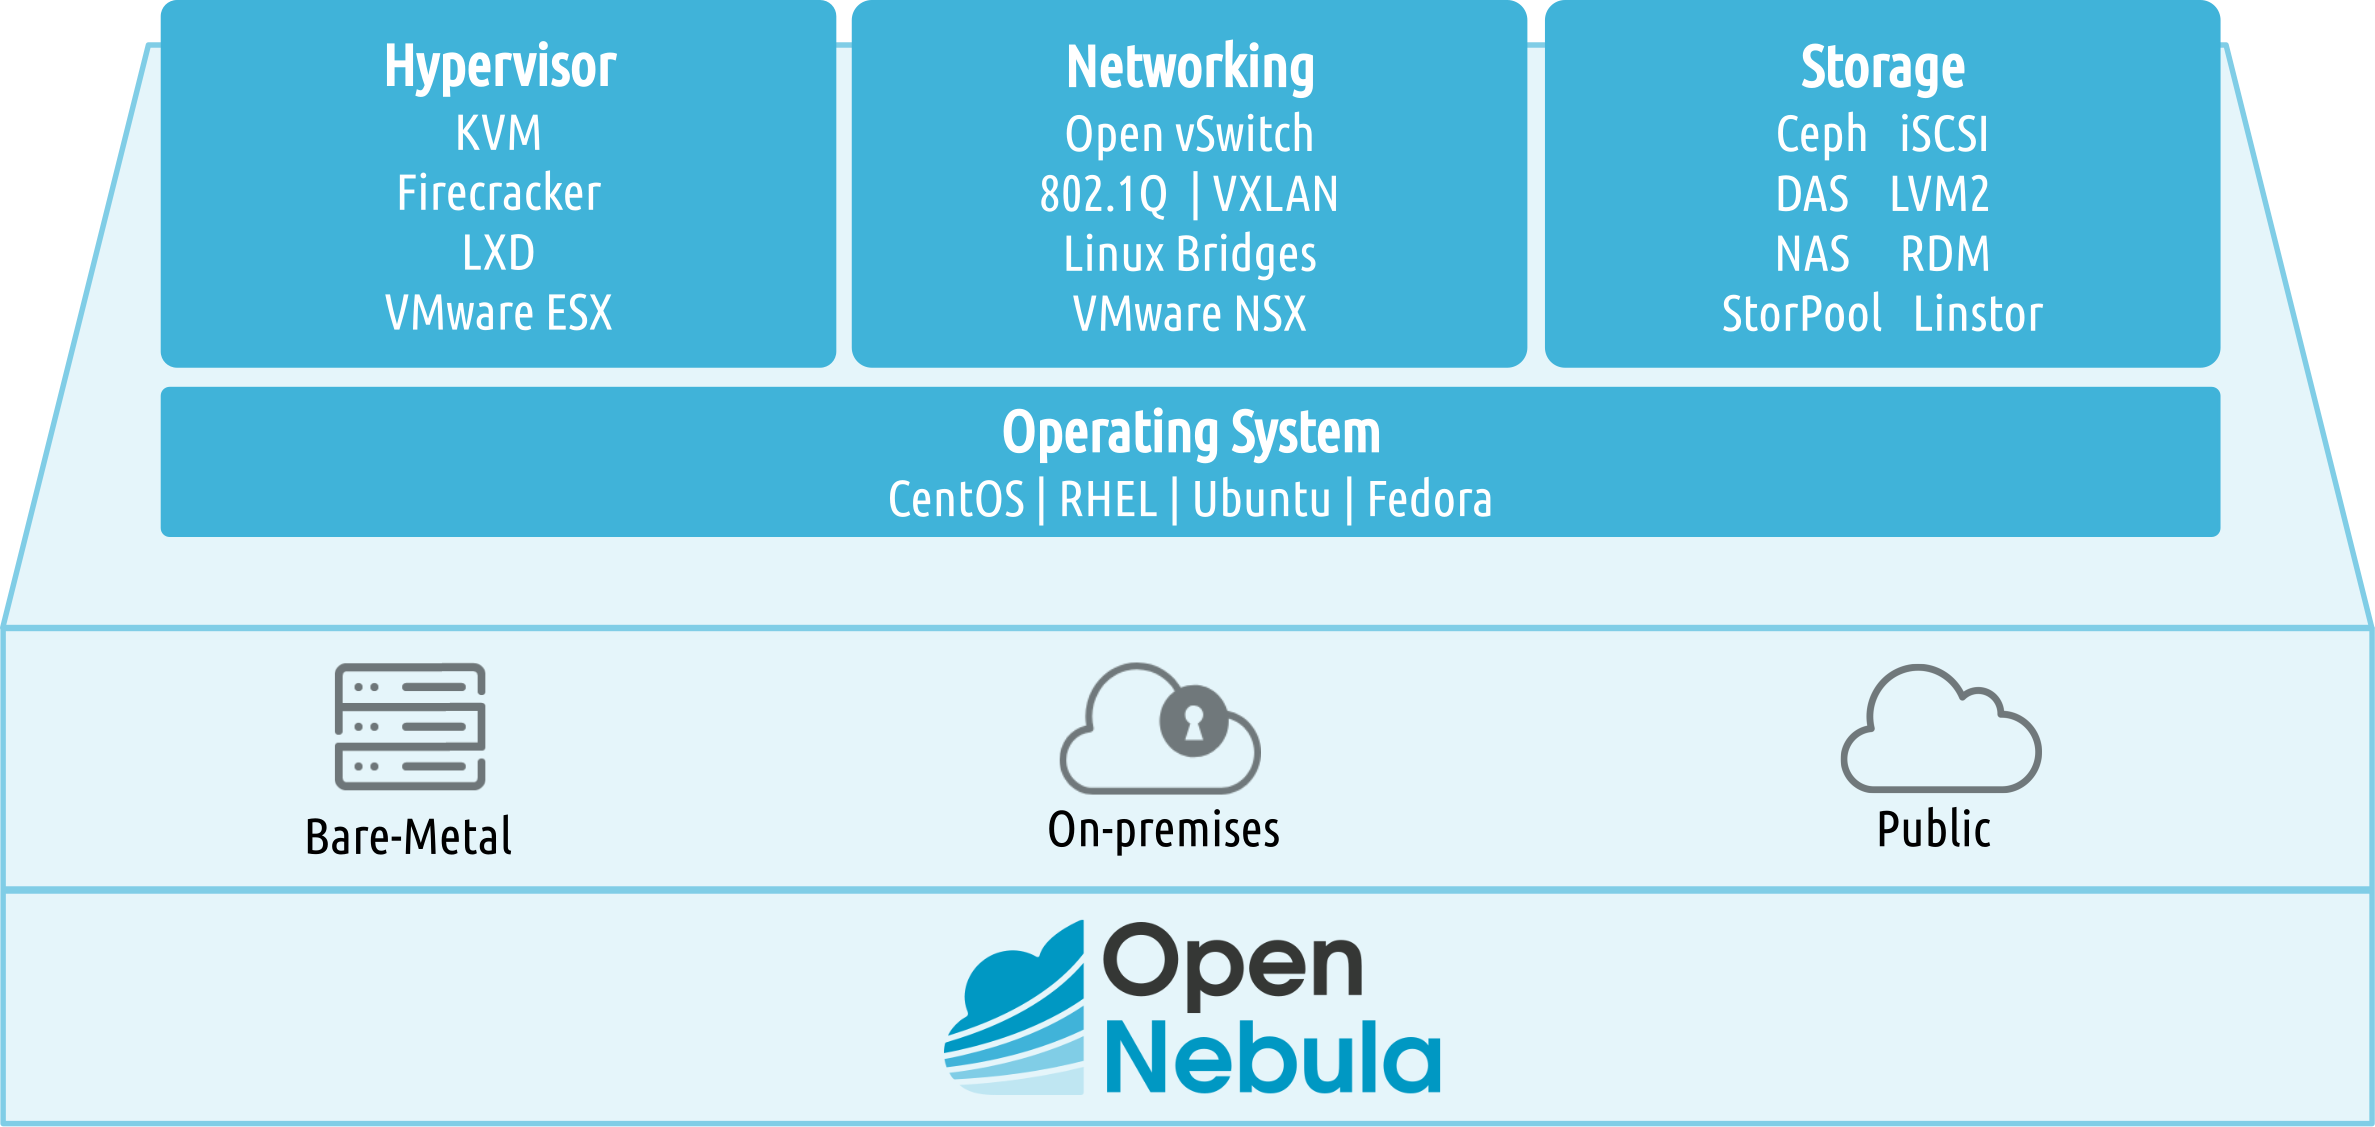 Hypervisor
KVM
Firecracker
LXD
VMware ESX
Networking
Open vSwitch
802.1Q | VXLAN
Linux Bridges
VMware NSX
Storage
Ceph iSCSI
DAS LVM2
NAS RDM
StorPool Linstor
Operating System
CentOS | RHEL | Ubuntu | Fedora
Bare-Metal
On-premises
Public
Open
Nebula